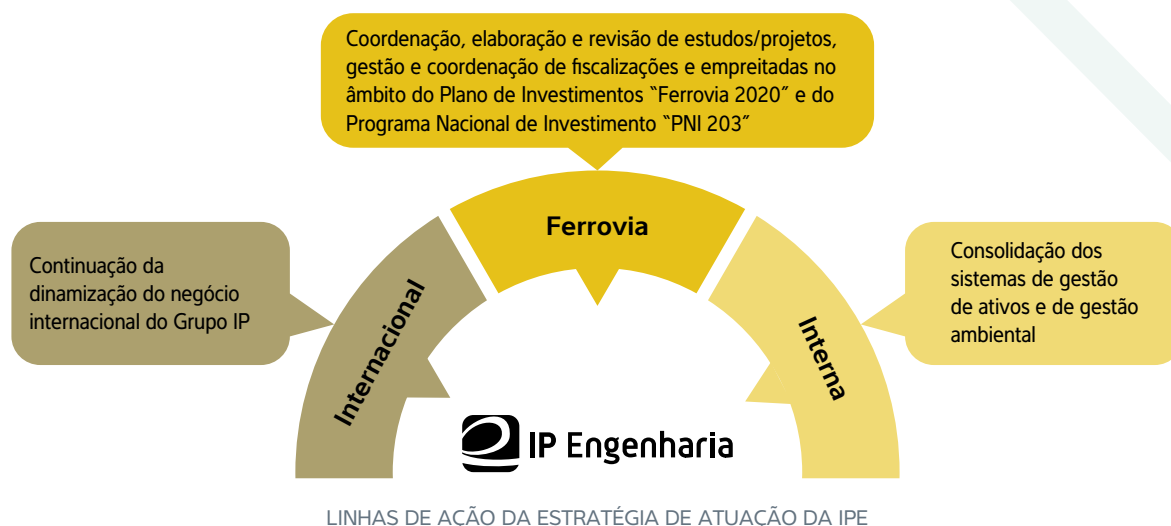 Coordenação, elaboração e revisão de estudos/projetos,
gestão e coordenação de fiscalizações e empreitadas no
âmbito do Plano de Investimentos “Ferrovia 2020” e do
Programa Nacional de Investimento “PNI 203”
Ferrovia
Continuação da
dinamização do negócio
internacional do Grupo IP
Internacional
Consolidação dos
sistemas de gestão
de ativos e de gestão
ambiental
Interna
IP Engenharia
LINHAS DE AÇÃO DA ESTRATÉGIA DE ATUAÇÃO DA IPE